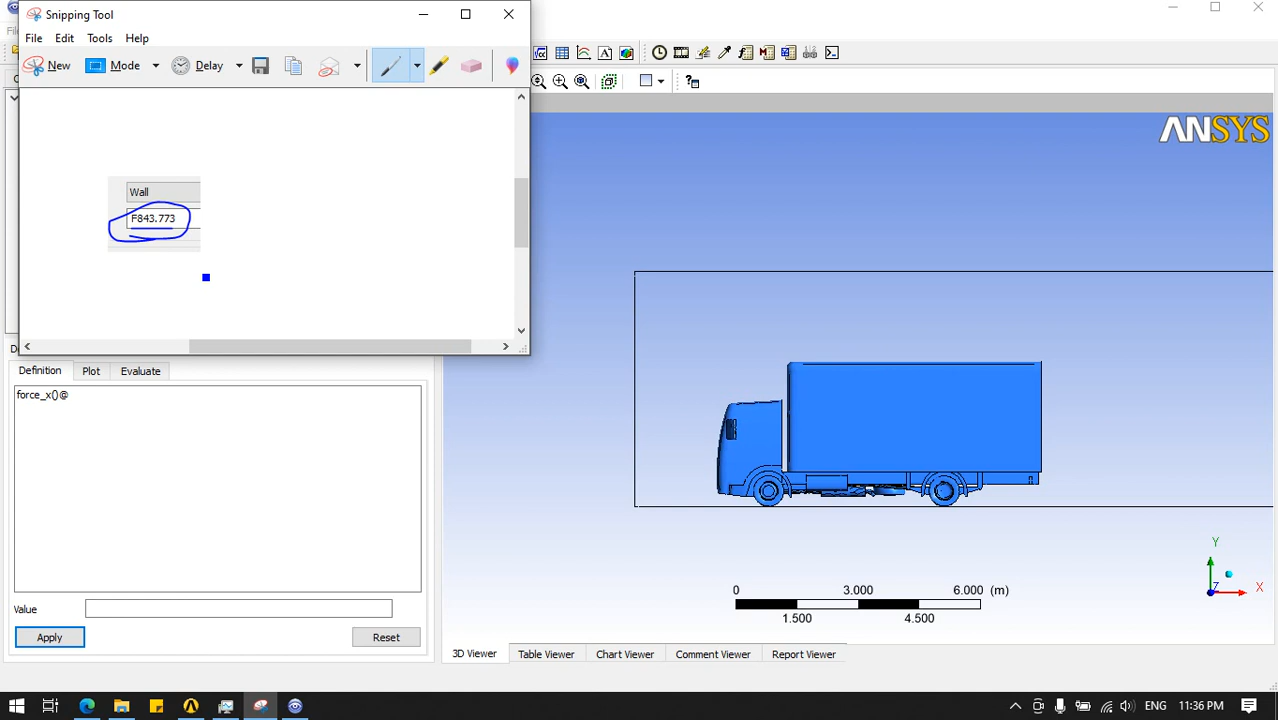 Snipping Tool
File Edit Tools Help
New Mode Delay
Wall
F843.773
ANSYS
Definition Plot Evaluate
force_x()@
Value
Apply Reset
0 3.000 6.000 (m)
1.500 4.500
Y
X
Z
3D Viewer Table Viewer Chart Viewer Comment Viewer Report Viewer
ENG 11:36 PM